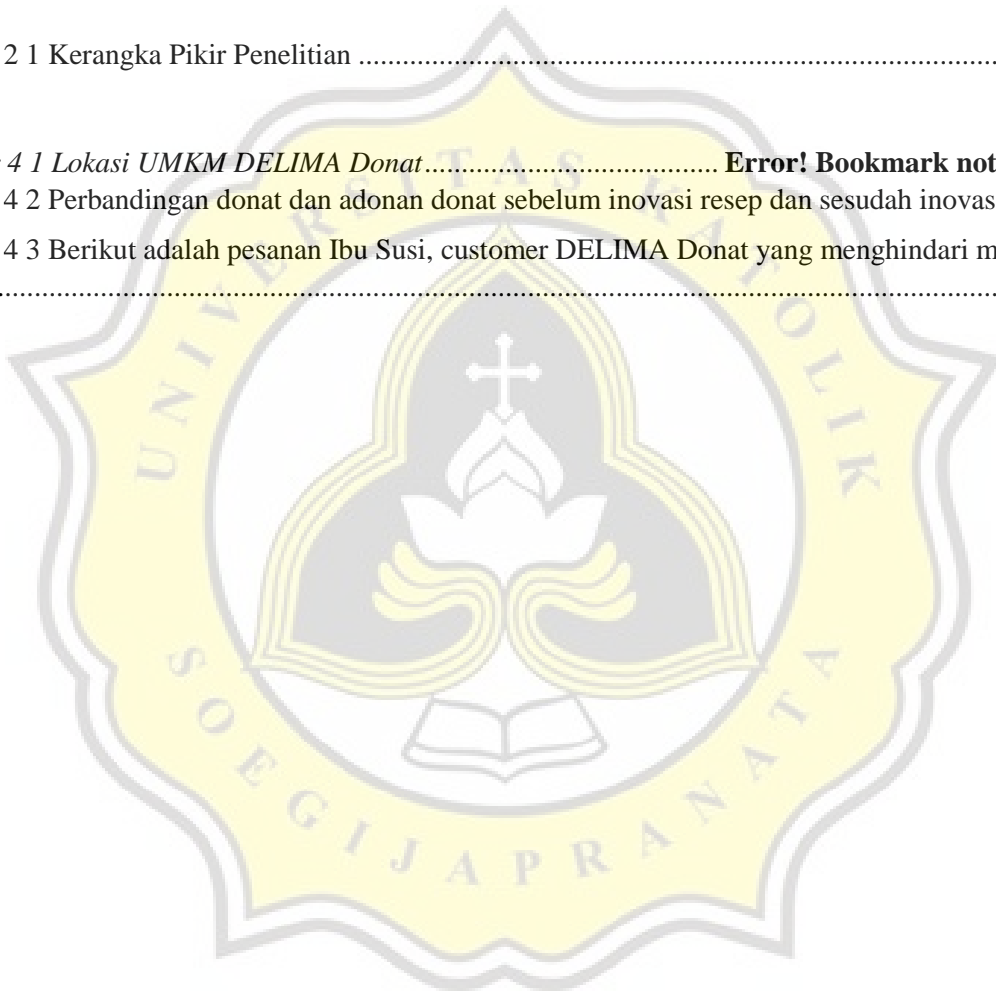 2 1 Kerangka Pikir Penelitian ................................................................................
4 1 Lokasi UMKM DELIMA Donat....................................... Error! Bookmark not
4 2 Perbandingan donat dan adonan donat sebelum inovasi resep dan sesudah inovas
4 3 Berikut adalah pesanan Ibu Susi, customer DELIMA Donat yang menghindari m
....................................................................................................................................
UNIVERSITAS KATOLIK
SOEGIJAPRANATA